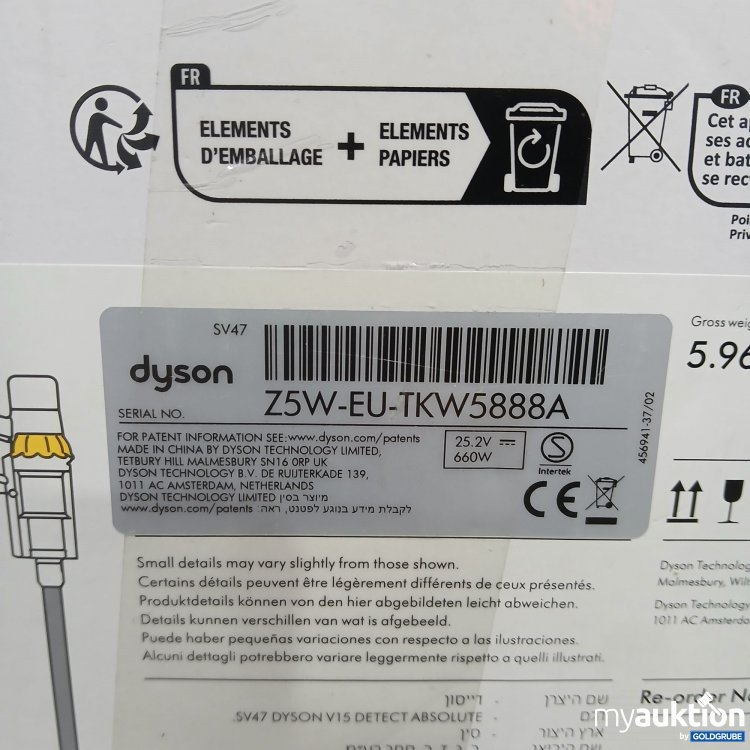 FR
ELEMENTS
D'EMBALLAGE
+
ELEMENTS
PAPIERS
FR
Cet
ses
et
se
SV47
dyson
SERIAL NO.
Z5W-EU-TKW5888A
FOR PATENT INFORMATION SEE: www.dyson.com/patents
MADE IN CHINA BY DYSON TECHNOLOGY LIMITED,
TETBURY HILL MALMESBURY SN16 0RP UK
DYSON TECHNOLOGY B.V. DE RUIJTERKADE 139,
1011 AC AMSTERDAM, NETHERLANDS
DYSON TECHNOLOGY LIMITED מיוצר בסין
www.dyson.com/patents לקבלת מידע בנוגע לפטנט, ראה:
25.2V
660W
Intertek
CE
456941-37/02
Gross
5.96
Small details may vary slightly from those shown.
Certains détails peuvent être légèrement différents de ceux présentés.
Produktdetails können von den hier abgebildeten leicht abweichen.
Details kunnen verschillen van wat is afgebeeld.
Puede haber pequeñas variaciones con respecto a las ilustraciones.
Alcuni dettagli potrebbero variare leggermente rispetto a quelli illustrati.
Dyson
Malmesbury,
Dyson
1011 AC
שם היצרן - דייסון
SV47 DYSON V15 DETECT ABSOLUTE -
ארץ ייצור - סין
Re-order
myauktion
by GOLDGRUBE